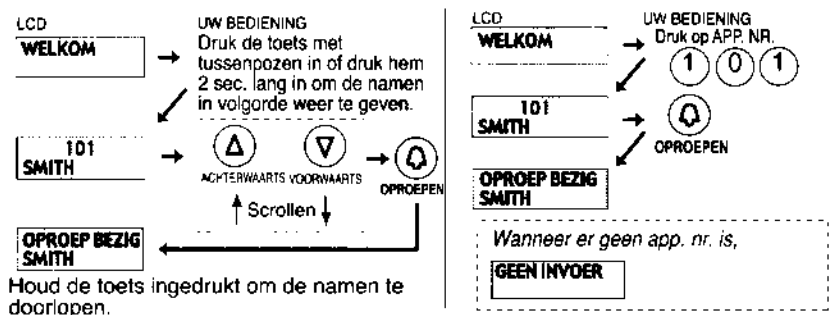 LCD
UW BEDIENING
WELKOM
Druk de toets met
tussenpozen in of druk hem
2 sec. lang in om de namen
in volgorde weer te geven.
101
SMITH
ACHTERWAARTS VOORWAARTS
OPROEPEN
Scrollen
OPROEP BEZIG
SMITH
Houd de toets ingedrukt om de namen te
doorlopen.
LCD
UW BEDIENING
WELKOM
Druk op APP. NR.
1 0 1
101
SMITH
OPROEPEN
OPROEP BEZIG
SMITH
Wanneer er geen app. nr. is,
GEEN INVOER